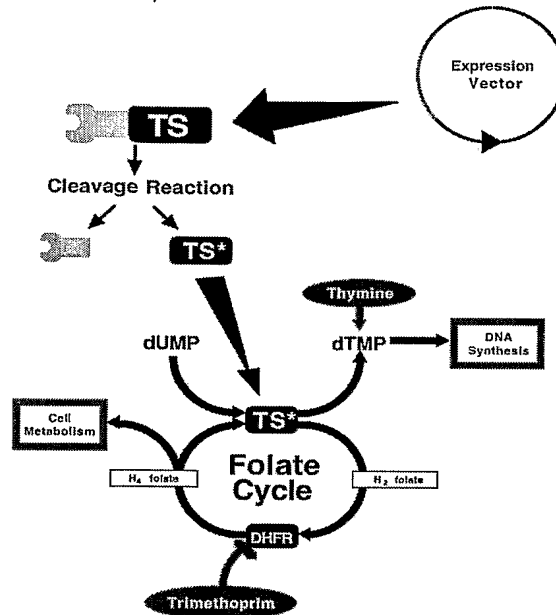 Expression
Vector
TS
Cleavage Reaction
TS*
Thymine
dUMP
dTMP
DNA
Synthesis
Cell
Metabolism
TS*
Folate
Cycle
H₄ folate
H₂ folate
DHFR
Trimethoprim